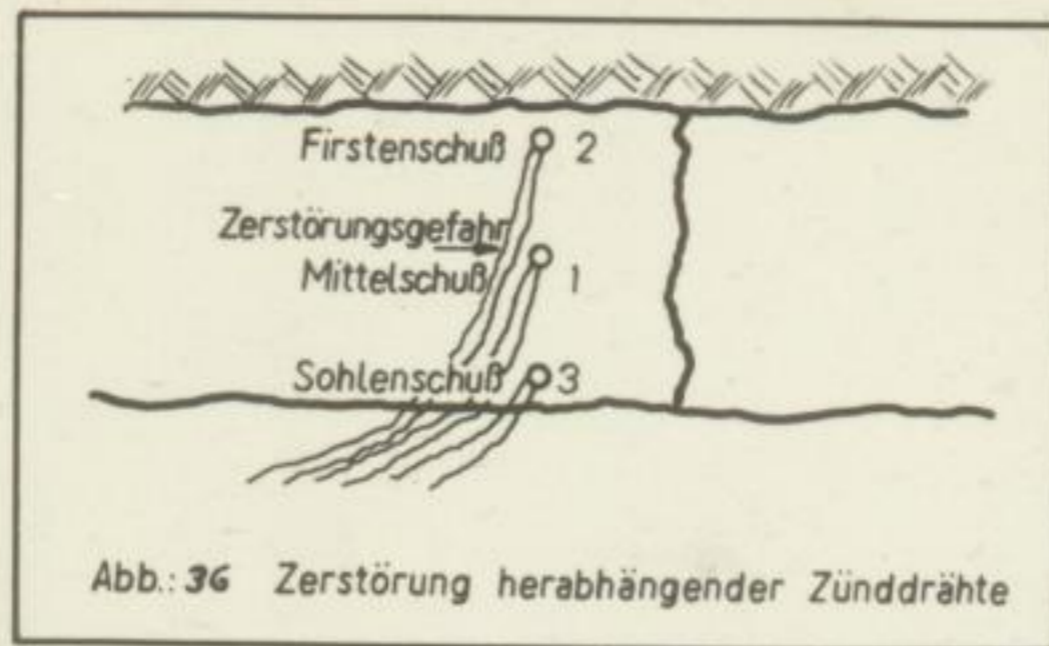 Firstenschuß 2
Zerstörungsgefahr
Mittelschuß 1
Sohlenschuß 3
Abb.: 36 Zerstörung herabhängender Zünddrähte